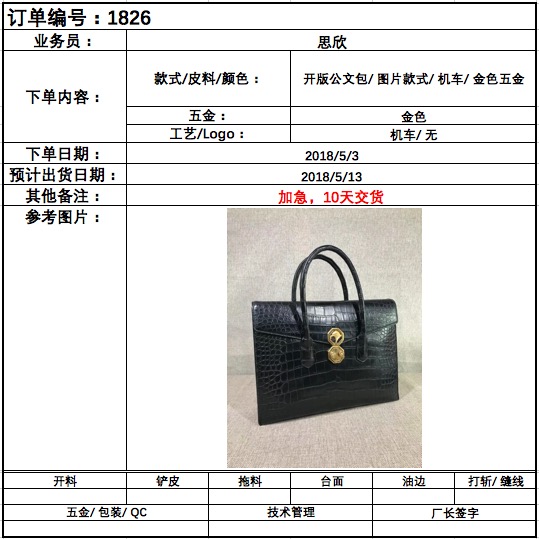 订单编号：1826
业务员： 思欣
下单内容：
款式/皮料/颜色： 开版公文包/ 图片款式/ 机车/ 金色五金
五金： 金色
工艺/Logo： 机车/ 无
下单日期： 2018/5/3
预计出货日期： 2018/5/13
其他备注： 加急，10天交货
参考图片：
开料 铲皮 拖料 台面 油边 打斩/ 缝线
五金/ 包装/ QC 技术管理 厂长签字